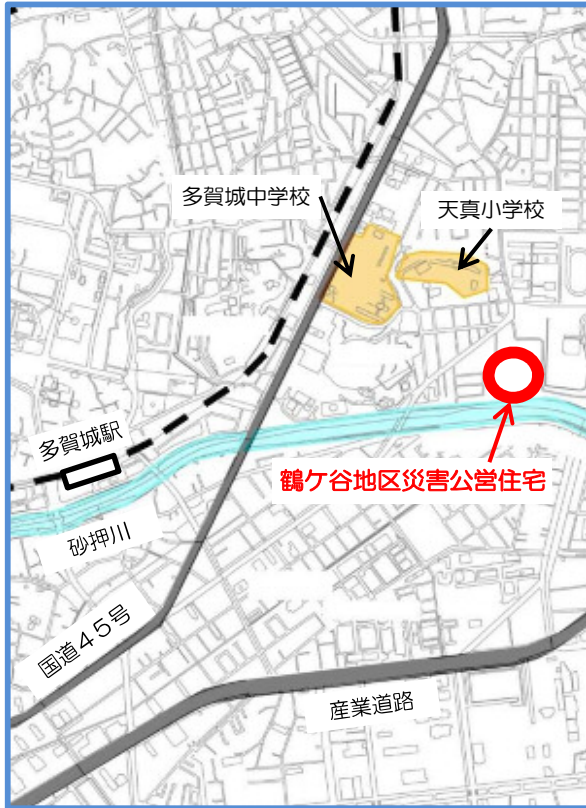 多賀城中学校
天真小学校
多賀城駅
鶴ケ谷地区災害公営住宅
砂押川
国道45号
産業道路